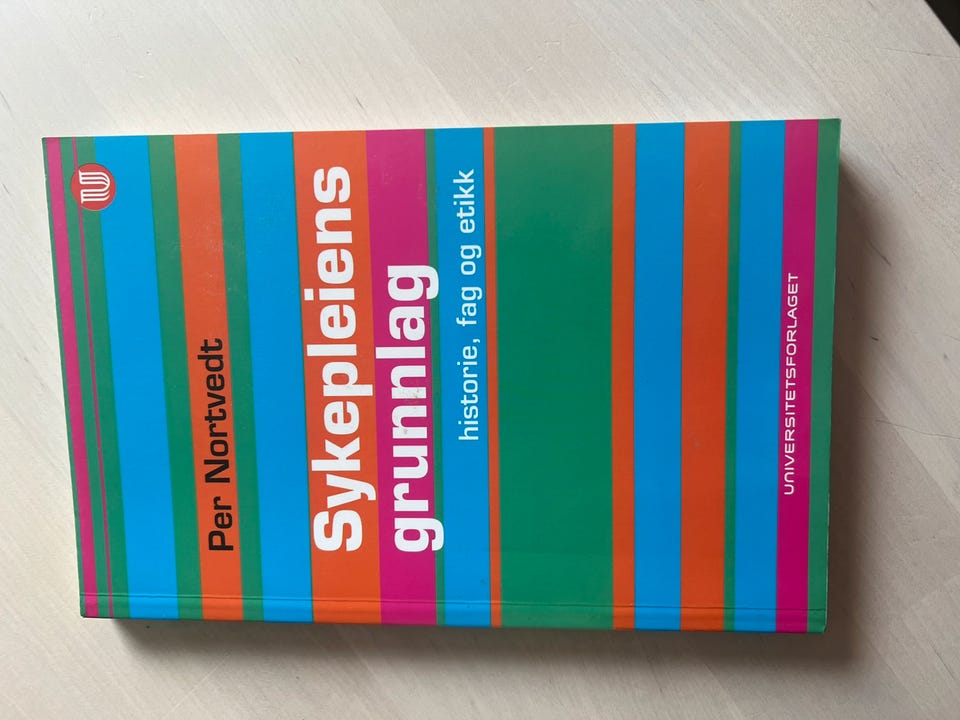 Per Nortvedt
Sykepleiens
grunnlag
historie, fag og etikk
UNIVERSITETSFORLAGET